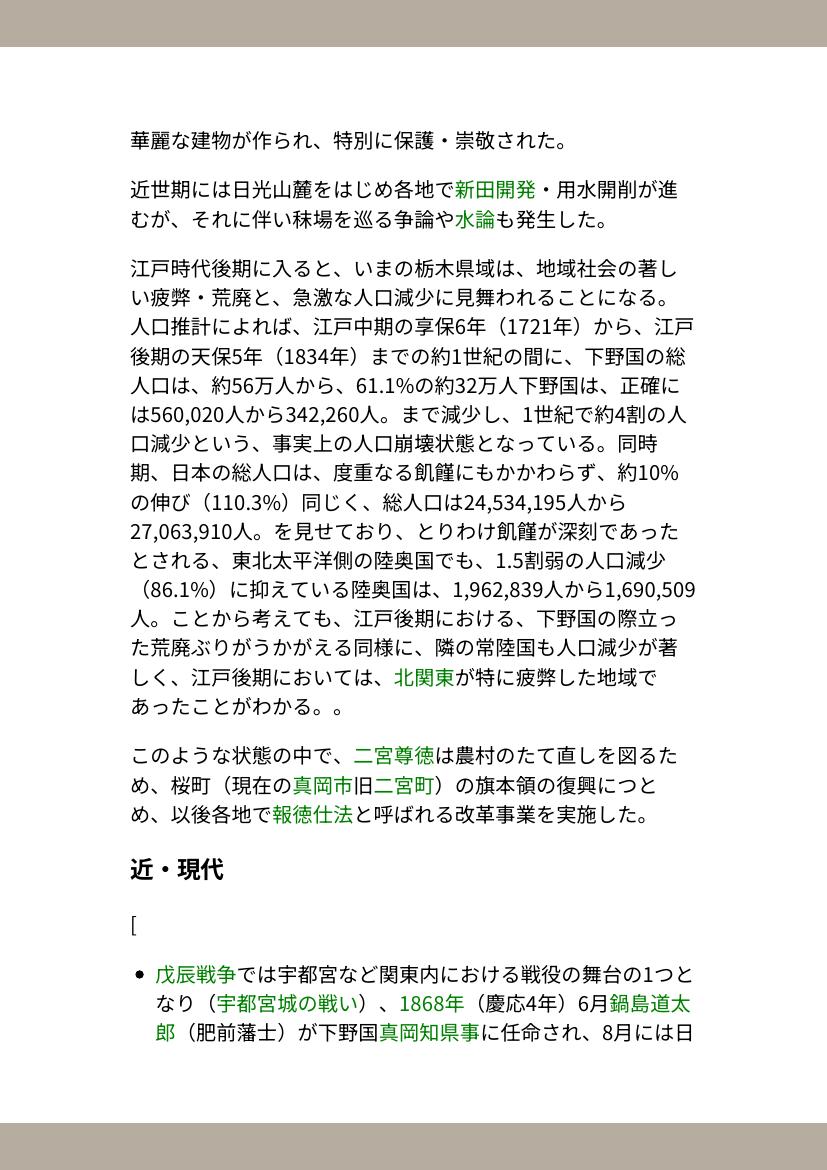 華麗な建物が作られ、特別に保護・崇敬された。
近世期には日光山麓をはじめ各地で新田開発・用水開削が進
むが、それに伴い秣場を巡る争論や水論も発生した。
江戸時代後期に入ると、いまの栃木県域は、地域社会の著し
い疲弊・荒廃と、急激な人口減少に見舞われることになる。
人口推計によれば、江戸中期の享保6年（1721年）から、江戸
後期の天保5年（1834年）までの約1世紀の間に、下野国の総
人口は、約56万人から、61.1%の約32万人下野国は、正確に
は560,020人から342,260人。まで減少し、1世紀で約4割の人
口減少という、事実上の人口崩壊状態となっている。同時
期、日本の総人口は、度重なる飢饉にもかかわらず、約10%
の伸び（110.3%）同じく、総人口は24,534,195人から
27,063,910人。を見せており、とりわけ飢饉が深刻であった
とされる、東北太平洋側の陸奥国でも、1.5割弱の人口減少
（86.1%）に抑えている陸奥国は、1,962,839人から1,690,509
人。ことから考えても、江戸後期における、下野国の際立っ
た荒廃ぶりがうかがえる同様に、隣の常陸国も人口減少が著
しく、江戸後期においては、北関東が特に疲弊した地域で
あったことがわかる。。
このような状態の中で、二宮尊徳は農村のたて直しを図るた
め、桜町（現在の真岡市旧二宮町）の旗本領の復興につと
め、以後各地で報徳仕法と呼ばれる改革事業を実施した。
近・現代
[
• 戊辰戦争では宇都宮など関東内における戦役の舞台の1つと
なり（宇都宮城の戦い）、1868年（慶応4年）6月鍋島道太
郎（肥前藩士）が下野国真岡知県事に任命され、8月には日